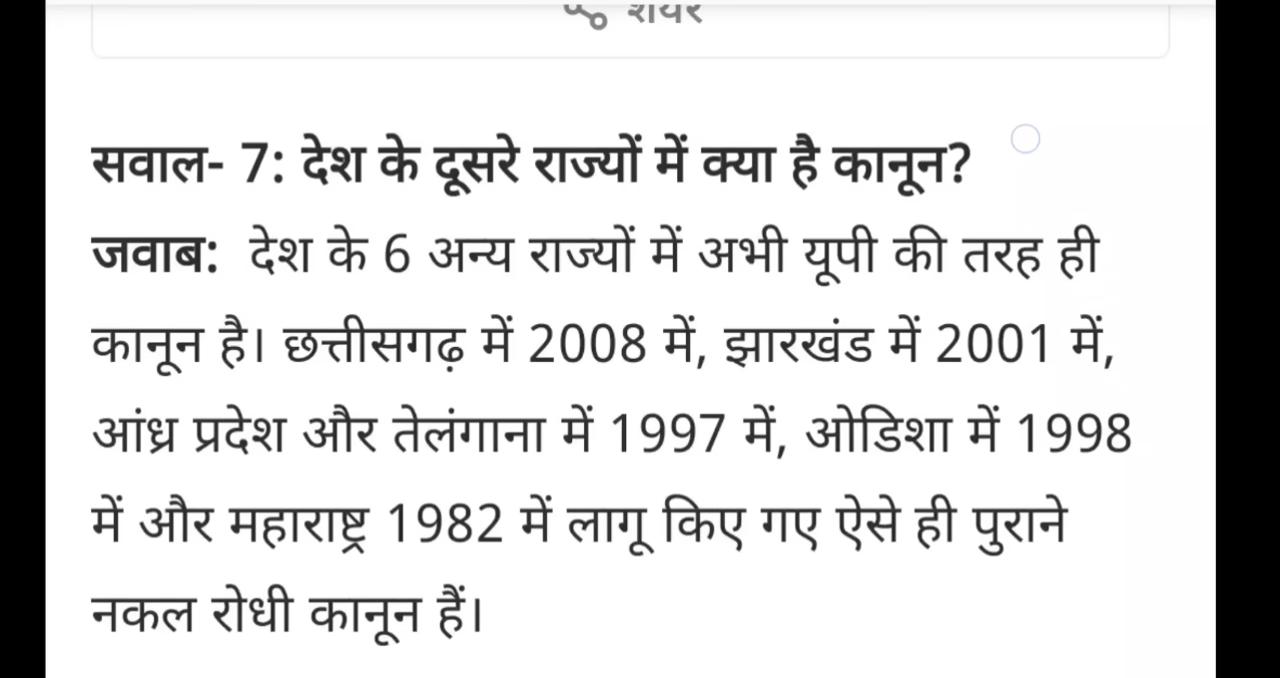 शेयर
सवाल- 7: देश के दूसरे राज्यों में क्या है कानून?
जवाब: देश के 6 अन्य राज्यों में अभी यूपी की तरह ही
कानून है। छत्तीसगढ़ में 2008 में, झारखंड में 2001 में,
आंध्र प्रदेश और तेलंगाना में 1997 में, ओडिशा में 1998
में और महाराष्ट्र 1982 में लागू किए गए ऐसे ही पुराने
नकल रोधी कानून हैं।